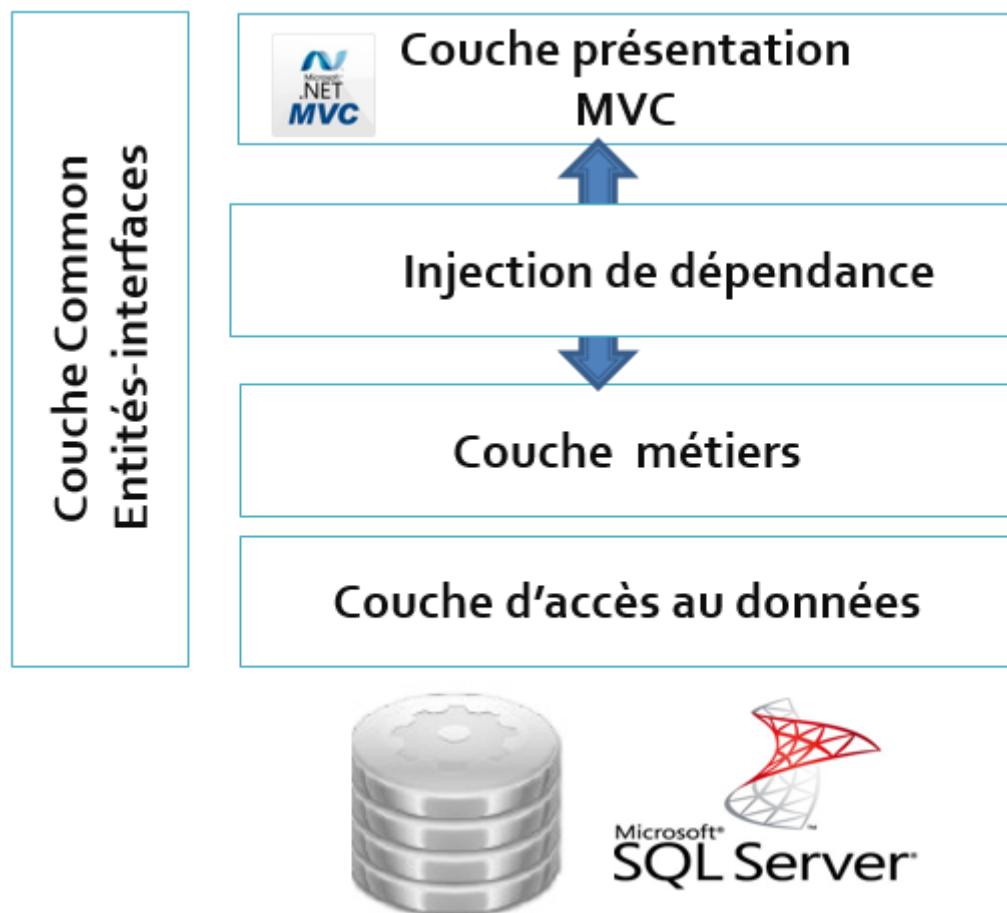 Couche Common
Entités-interfaces
Microsoft®
.NET
MVC
Couche présentation
MVC
Injection de dépendance
Couche métiers
Couche d’accès au données
Microsoft®
SQL Server®